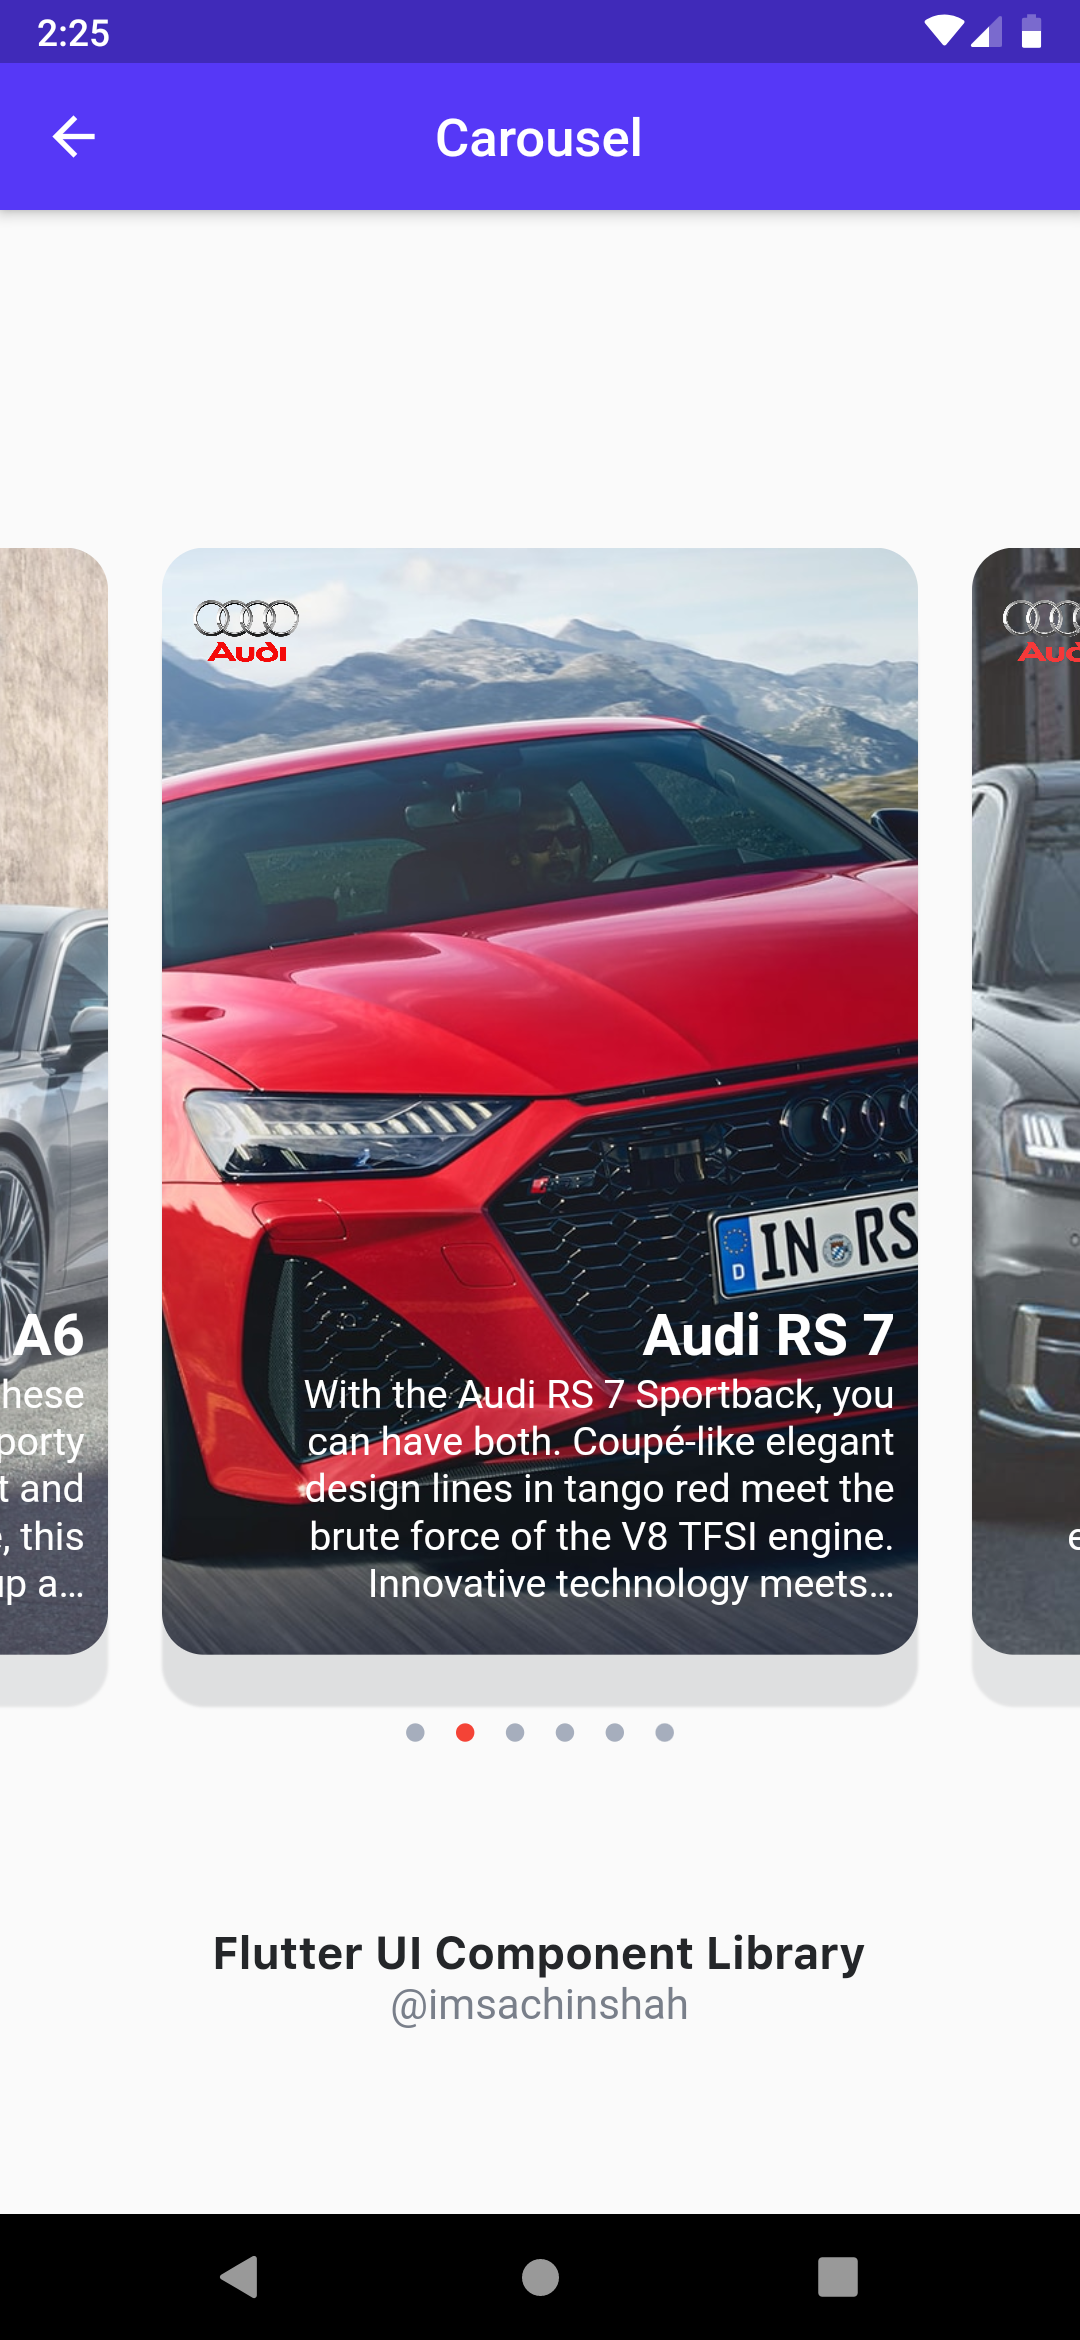 2:25
Carousel
Audi
IN RS
A6
hese
porty
t and
, this
up a…
Audi RS 7
With the Audi RS 7 Sportback, you
can have both. Coupé-like elegant
design lines in tango red meet the
brute force of the V8 TFSI engine.
Innovative technology meets…
D
Flutter UI Component Library
@imsachinshah